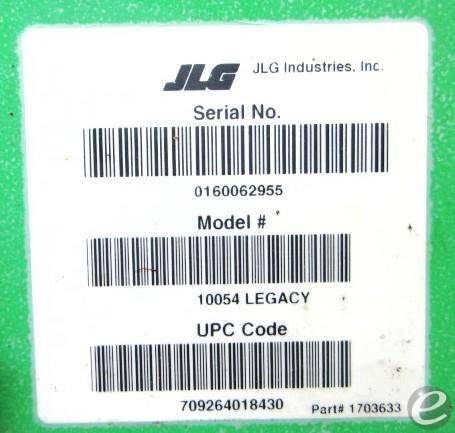 JLG JLG Industries, Inc.
Serial No.
0160062955
Model #
10054 LEGACY
UPC Code
709264018430 Part# 1703633
e